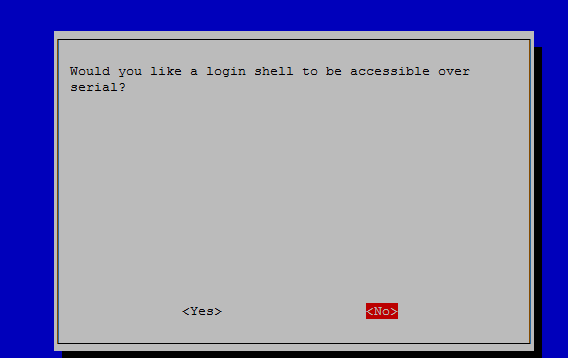 Would you like a login shell to be accessible over
serial?
<Yes> <No>